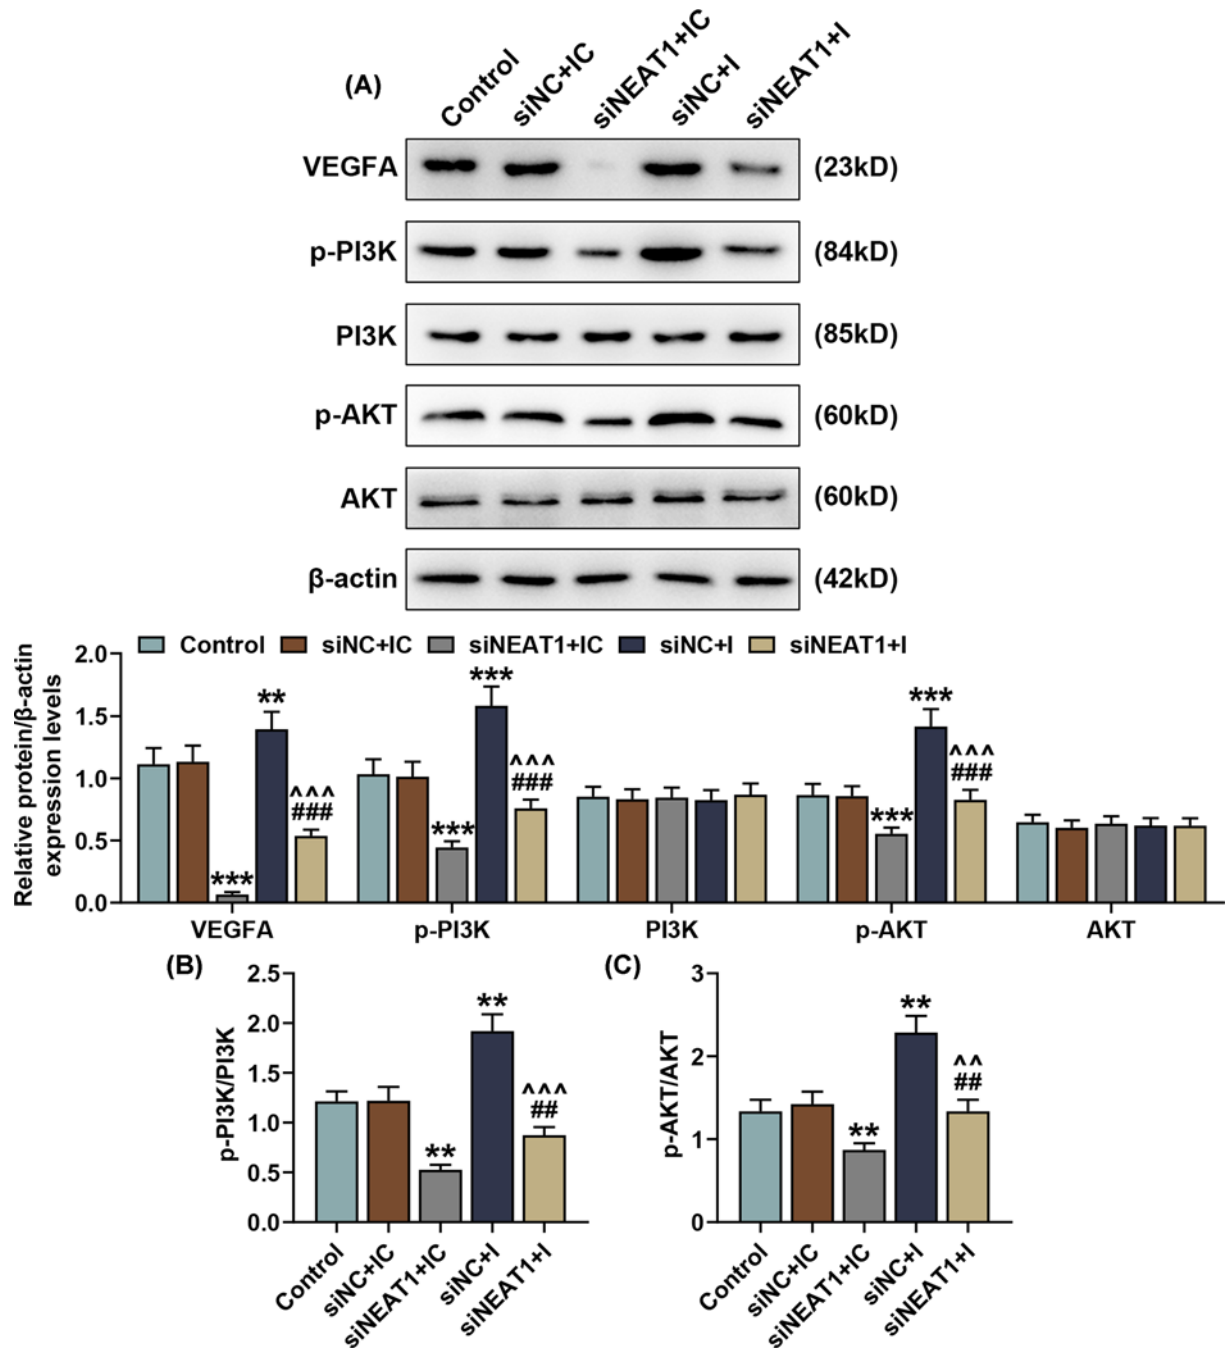 (A)
Control siNC+IC siNEAT1+IC siNC+I siNEAT1+I
VEGFA (23kD)
p-PI3K (84kD)
PI3K (85kD)
p-AKT (60kD)
AKT (60kD)
β-actin (42kD)
Control siNC+IC siNEAT1+IC siNC+I siNEAT1+I
Relative protein/β-actin
expression levels
2.0
1.5
1.0
0.5
0.0
*** ** ^^^ ###
*** *** ^^^ ###
*** *** ^^^ ###
VEGFA p-PI3K PI3K p-AKT AKT
(B)
p-PI3K/PI3K
2.5
2.0
1.5
1.0
0.5
0.0
** ** ^^^ ##
Control siNC+IC siNEAT1+IC siNC+I siNEAT1+I
(C)
p-AKT/AKT
3
2
1
0
** ** ^^ ##
Control siNC+IC siNEAT1+IC siNC+I siNEAT1+I